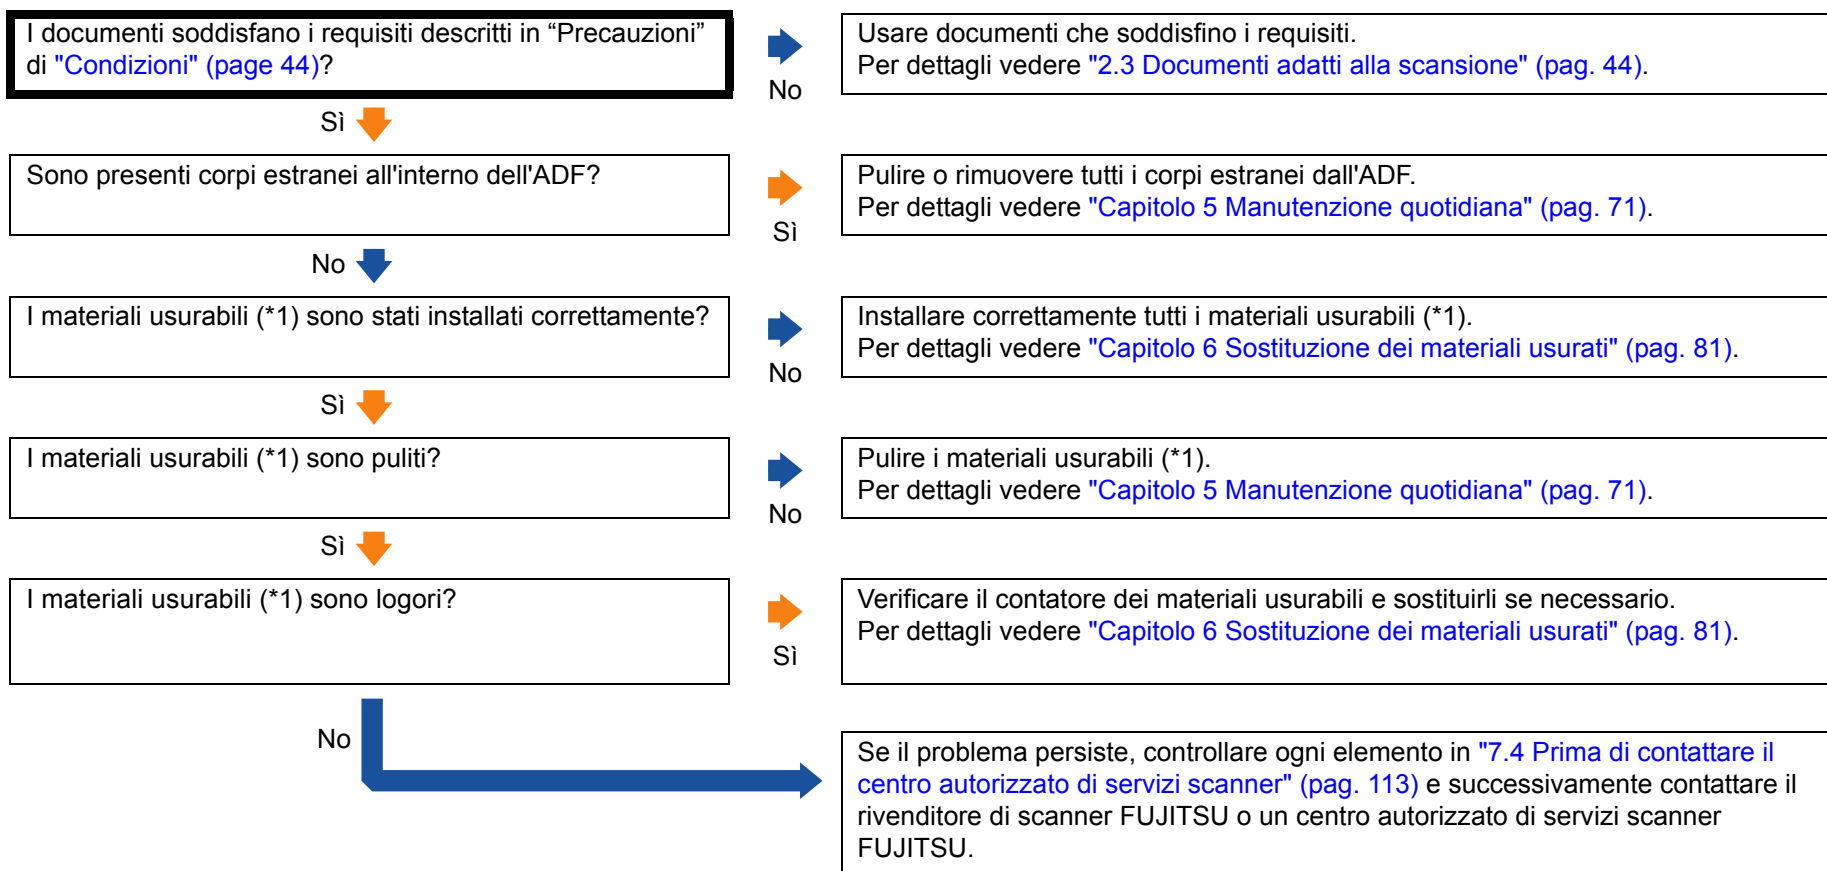 I documenti soddisfano i requisiti descritti in “Precauzioni”
di "Condizioni" (page 44)?
No
Usare documenti che soddisfino i requisiti.
Per dettagli vedere "2.3 Documenti adatti alla scansione" (pag. 44).
Sì
Sono presenti corpi estranei all'interno dell'ADF?
Sì
Pulire o rimuovere tutti i corpi estranei dall'ADF.
Per dettagli vedere "Capitolo 5 Manutenzione quotidiana" (pag. 71).
No
I materiali usurabili (*1) sono stati installati correttamente?
No
Installare correttamente tutti i materiali usurabili (*1).
Per dettagli vedere "Capitolo 6 Sostituzione dei materiali usurati" (pag. 81).
Sì
I materiali usurabili (*1) sono puliti?
No
Pulire i materiali usurabili (*1).
Per dettagli vedere "Capitolo 5 Manutenzione quotidiana" (pag. 71).
Sì
I materiali usurabili (*1) sono logori?
Sì
Verificare il contatore dei materiali usurabili e sostituirli se necessario.
Per dettagli vedere "Capitolo 6 Sostituzione dei materiali usurati" (pag. 81).
No
Se il problema persiste, controllare ogni elemento in "7.4 Prima di contattare il
centro autorizzato di servizi scanner" (pag. 113) e successivamente contattare il
rivenditore di scanner FUJITSU o un centro autorizzato di servizi scanner
FUJITSU.